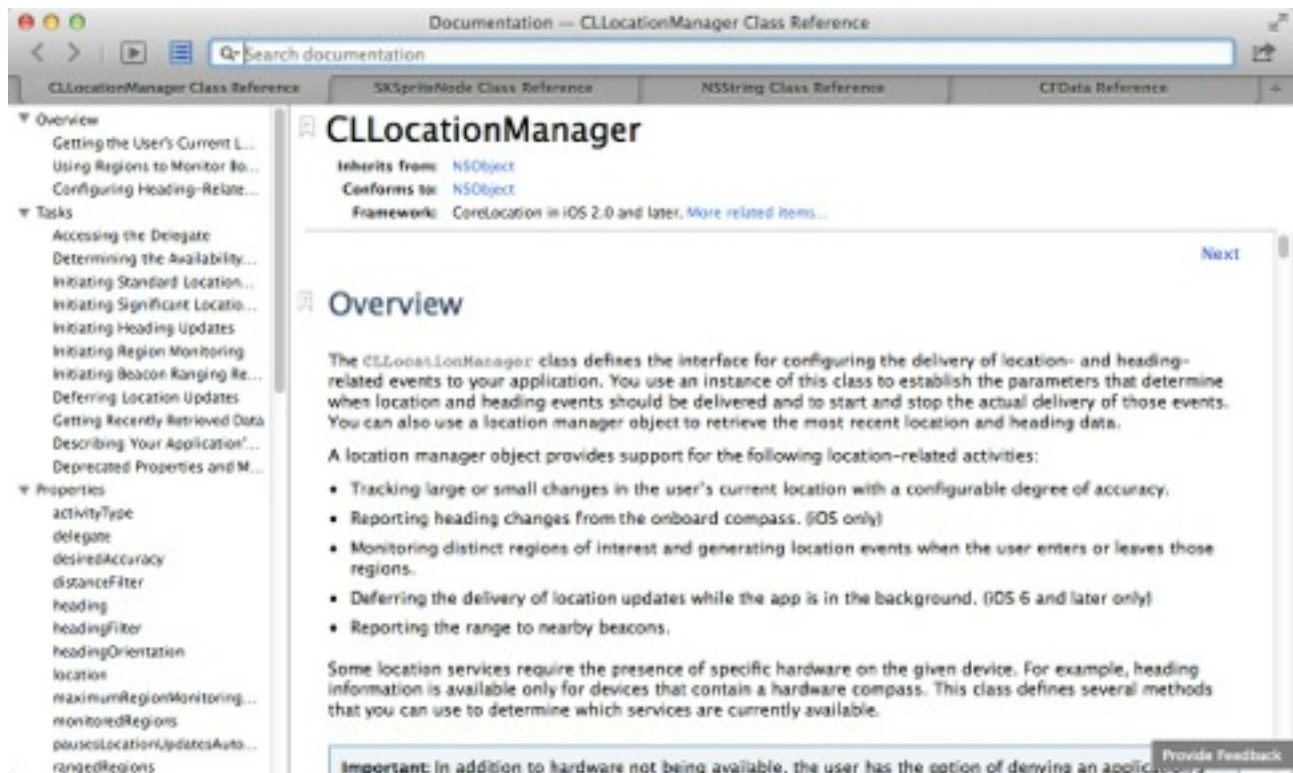 Documentation — CLLocationManager Class Reference
Search documentation
CLLocationManager Class Reference
SKSpriteNode Class Reference
NSString Class Reference
CFData Reference
Overview
Getting the User's Current L...
Using Regions to Monitor Bo...
Configuring Heading-Relate...
Tasks
Accessing the Delegate
Determining the Availability...
Initiating Standard Location...
Initiating Significant Locatio...
Initiating Heading Updates
Initiating Region Monitoring
Initiating Beacon Ranging Re...
Deferring Location Updates
Getting Recently Retrieved Data
Describing Your Application'...
Deprecated Properties and M...
Properties
activityType
delegate
desiredAccuracy
distanceFilter
heading
headingFilter
headingOrientation
location
maximumRegionMonitoring...
monitoredRegions
pausesLocationUpdatesAuto...
rangedRegions
CLLocationManager
Inherits from: NSObject
Conforms to: NSObject
Framework: CoreLocation in iOS 2.0 and later. More related items...
Next
Overview
The CLLocationManager class defines the interface for configuring the delivery of location- and heading-
related events to your application. You use an instance of this class to establish the parameters that determine
when location and heading events should be delivered and to start and stop the actual delivery of those events.
You can also use a location manager object to retrieve the most recent location and heading data.
A location manager object provides support for the following location-related activities:
• Tracking large or small changes in the user's current location with a configurable degree of accuracy.
• Reporting heading changes from the onboard compass. (iOS only)
• Monitoring distinct regions of interest and generating location events when the user enters or leaves those
regions.
• Deferring the delivery of location updates while the app is in the background. (iOS 6 and later only)
• Reporting the range to nearby beacons.
Some location services require the presence of specific hardware on the given device. For example, heading
information is available only for devices that contain a hardware compass. This class defines several methods
that you can use to determine which services are currently available.
Important: In addition to hardware not being available, the user has the option of denying an
Provide Feedback